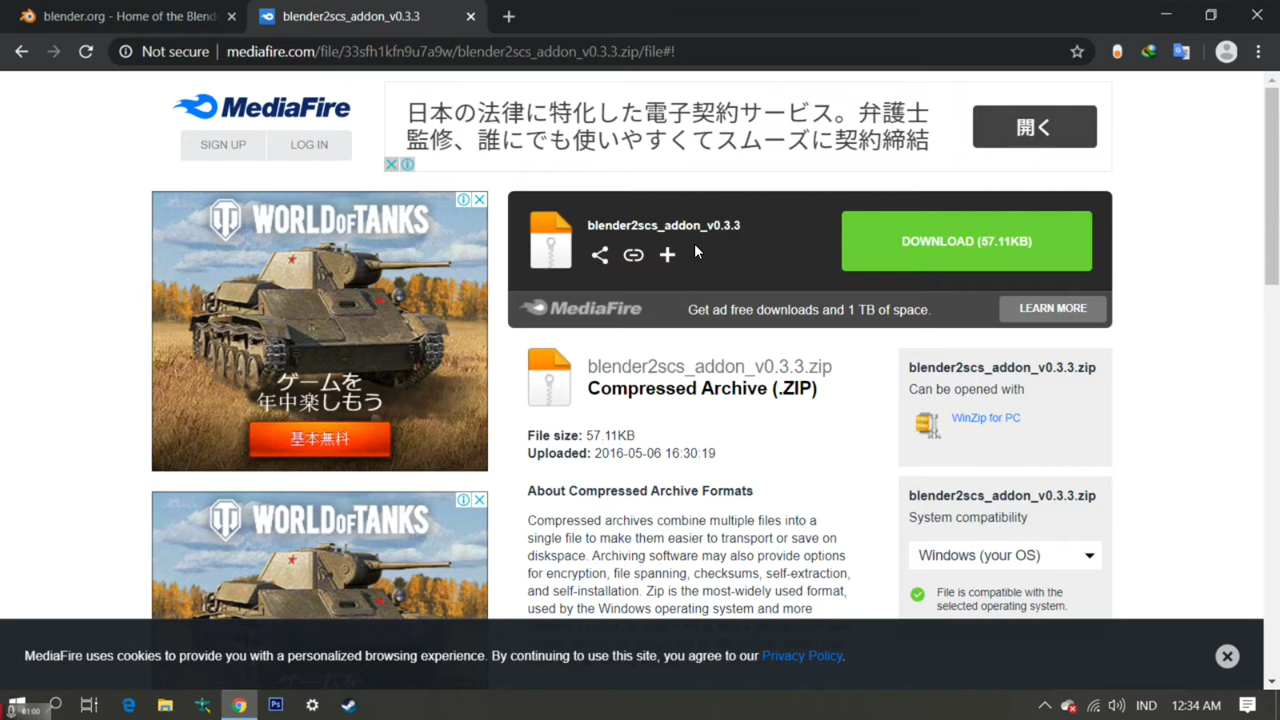 blender.org - Home of the Blend
blender2scs_addon_v0.3.3
Not secure
mediafire.com/file/33sfh1kfn9u7a9w/blender2scs_addon_v0.3.3.zip/file#!
MediaFire
SIGN UP
LOG IN
日本の法律に特化した電子契約サービス。弁護士
監修、誰にでも使いやすくてスムーズに契約締結
開く
WORLD OF TANKS
ゲームを
年中楽しもう
基本無料
blender2scs_addon_v0.3.3
DOWNLOAD (57.11KB)
MediaFire
Get ad free downloads and 1 TB of space.
LEARN MORE
blender2scs_addon_v0.3.3.zip
Compressed Archive (.ZIP)
File size: 57.11KB
Uploaded: 2016-05-06 16:30:19
About Compressed Archive Formats
Compressed archives combine multiple files into a
single file to make them easier to transport or save on
diskspace. Archiving software may also provide options
for encryption, file spanning, checksums, self-extraction,
and self-installation. Zip is the most-widely used format,
used by the Windows operating system and more
blender2scs_addon_v0.3.3.zip
Can be opened with
WinZip for PC
blender2scs_addon_v0.3.3.zip
System compatibility
Windows (your OS)
File is compatible with the
selected operating system.
WORLD OF TANKS
MediaFire uses cookies to provide you with a personalized browsing experience. By continuing to use this site, you agree to our Privacy Policy.
01:00
IND
12:34 AM